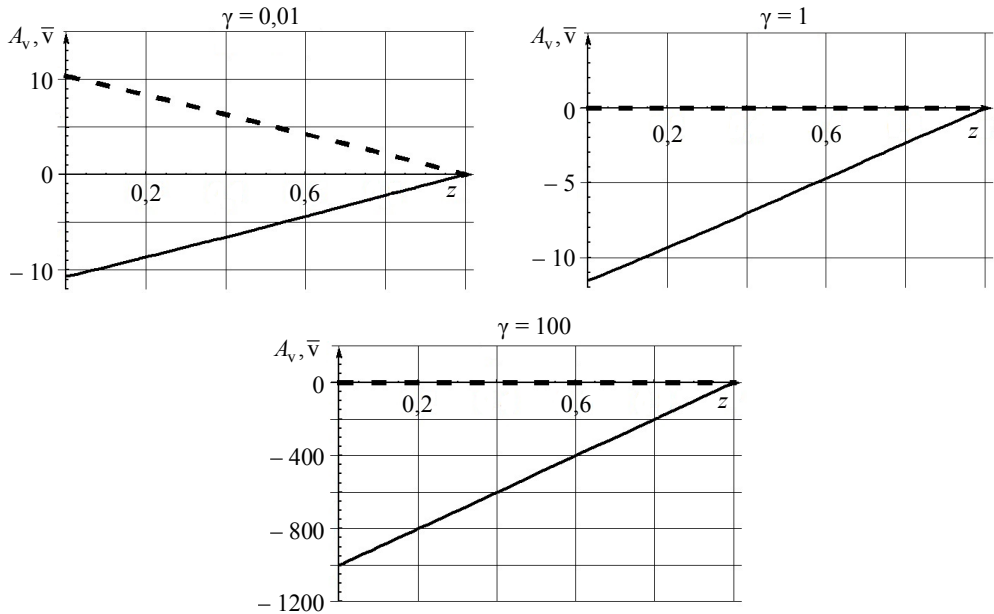 γ = 0,01
A_v, v̅
10
0
0,2
0,6
z
– 10
γ = 1
A_v, v̅
0
0,2
0,6
z
– 5
– 10
γ = 100
A_v, v̅
0
0,2
0,6
z
– 400
– 800
– 1200